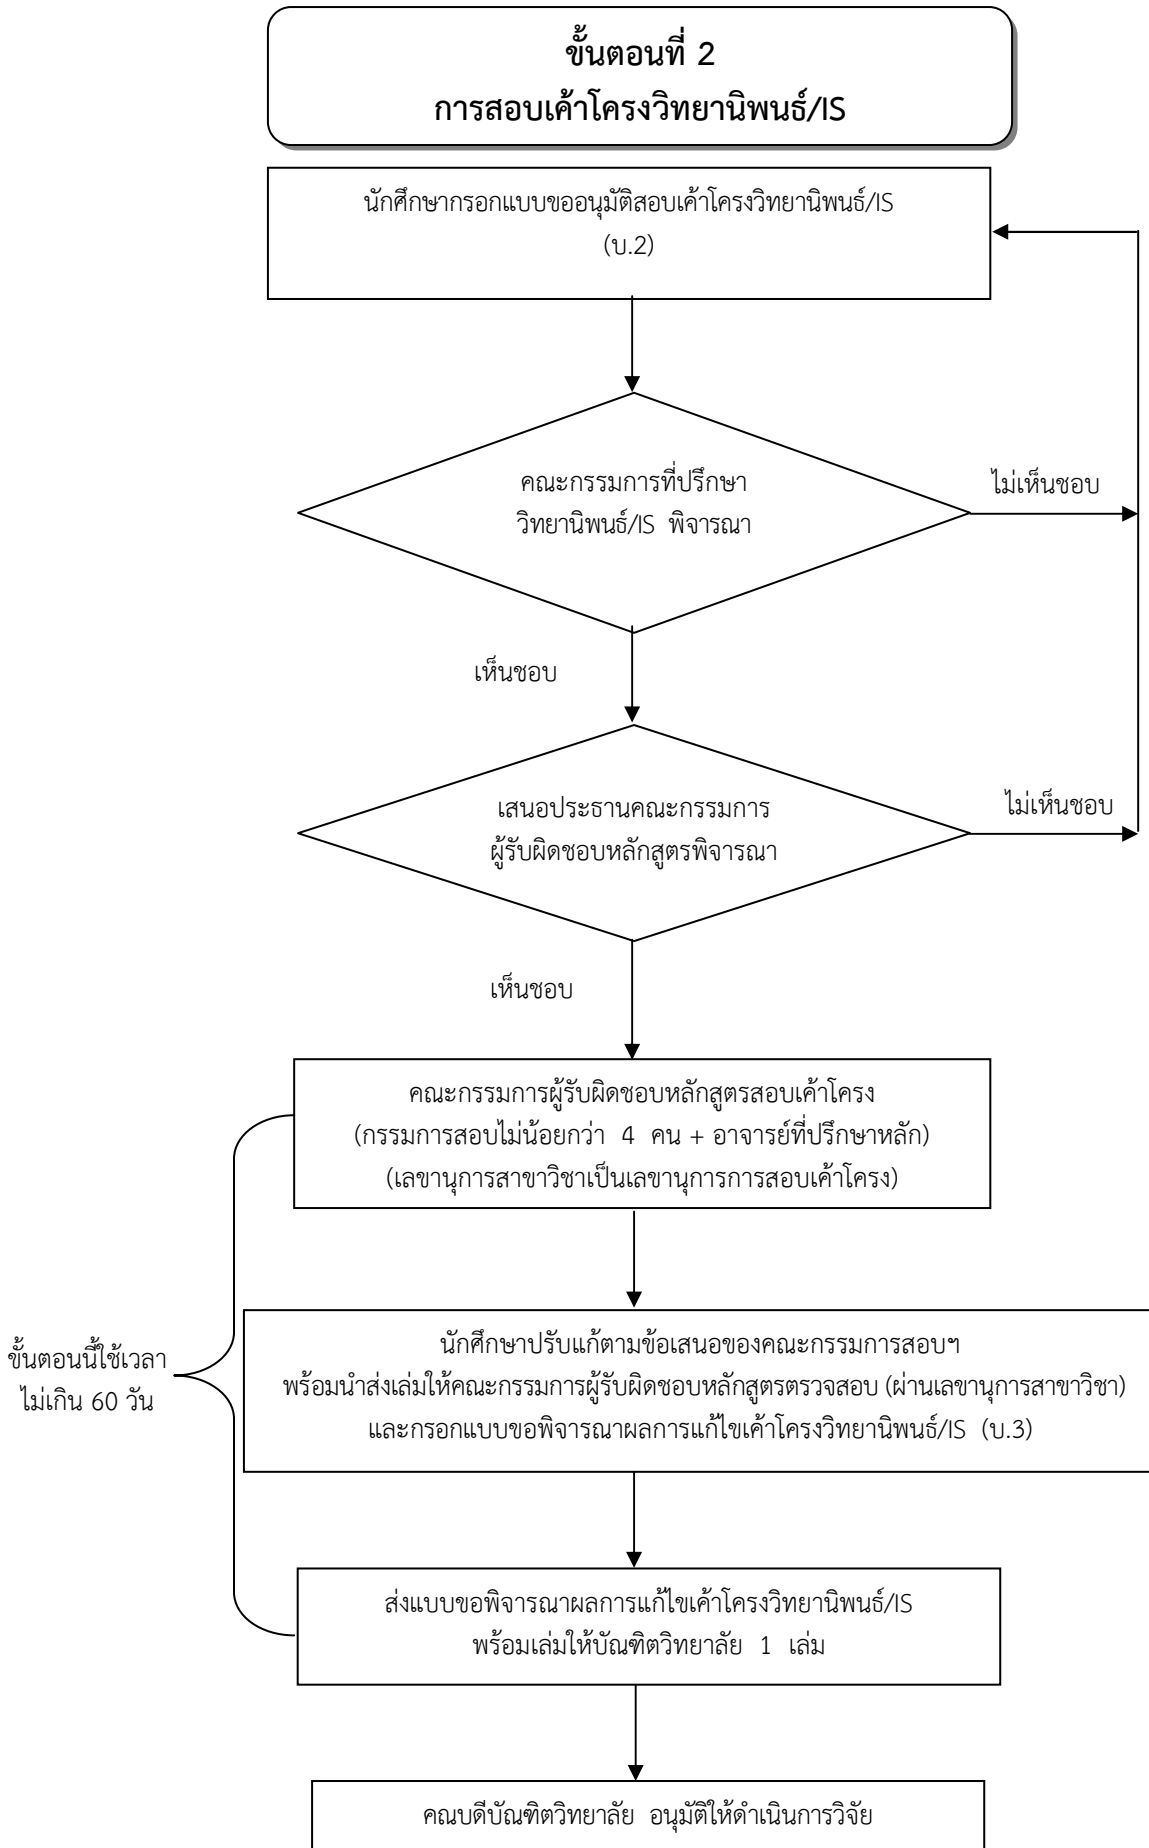 ขั้นตอนที่ 2
การสอบเค้าโครงวิทยานิพนธ์/IS
นักศึกษากรอกแบบขออนุมัติสอบเค้าโครงวิทยานิพนธ์/IS
(บ.2)
คณะกรรมการที่ปรึกษา
วิทยานิพนธ์/IS พิจารณา
ไม่เห็นชอบ
เห็นชอบ
เสนอประธานคณะกรรมการ
ผู้รับผิดชอบหลักสูตรพิจารณา
ไม่เห็นชอบ
เห็นชอบ
คณะกรรมการผู้รับผิดชอบหลักสูตรสอบเค้าโครง
(กรรมการสอบไม่น้อยกว่า 4 คน + อาจารย์ที่ปรึกษาหลัก)
(เลขานุการสาขาวิชาเป็นเลขานุการการสอบเค้าโครง)
ขั้นตอนนี้ใช้เวลา
ไม่เกิน 60 วัน
นักศึกษาปรับแก้ตามข้อเสนอของคณะกรรมการสอบฯ
พร้อมนำส่งเล่มให้คณะกรรมการผู้รับผิดชอบหลักสูตรตรวจสอบ (ผ่านเลขานุการสาขาวิชา)
และกรอกแบบขอพิจารณาผลการแก้ไขเค้าโครงวิทยานิพนธ์/IS (บ.3)
ส่งแบบขอพิจารณาผลการแก้ไขเค้าโครงวิทยานิพนธ์/IS
พร้อมเล่มให้บัณฑิตวิทยาลัย 1 เล่ม
คณบดีบัณฑิตวิทยาลัย อนุมัติให้ดำเนินการวิจัย